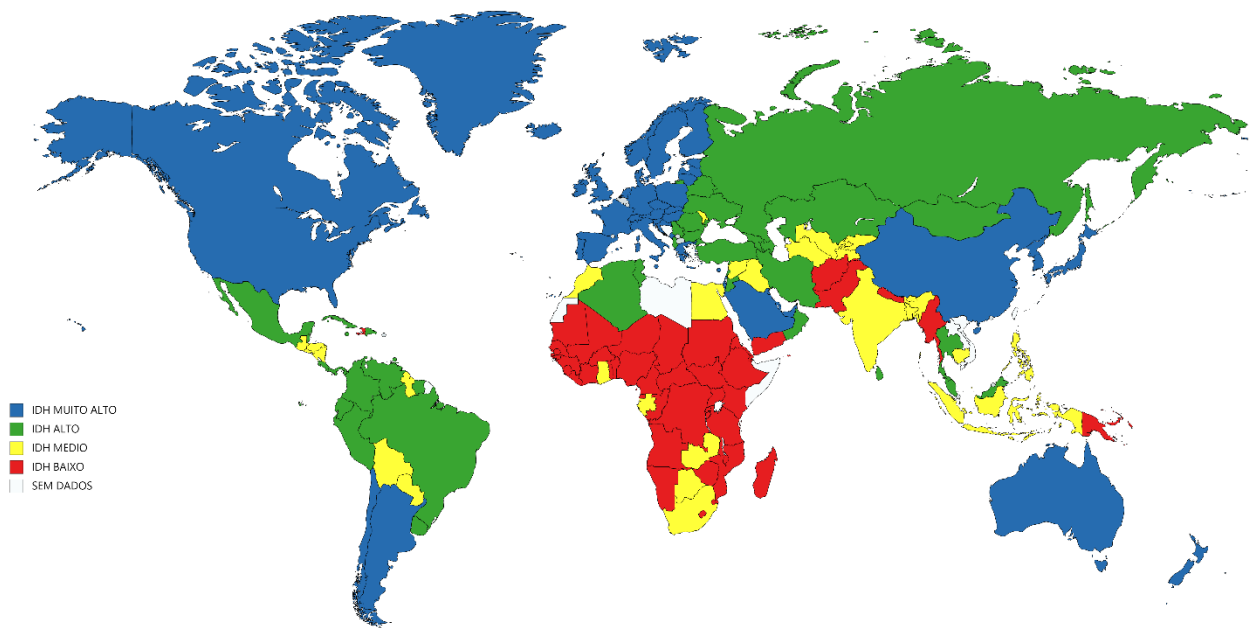 IDH MUITO ALTO
IDH ALTO
IDH MEDIO
IDH BAIXO
SEM DADOS